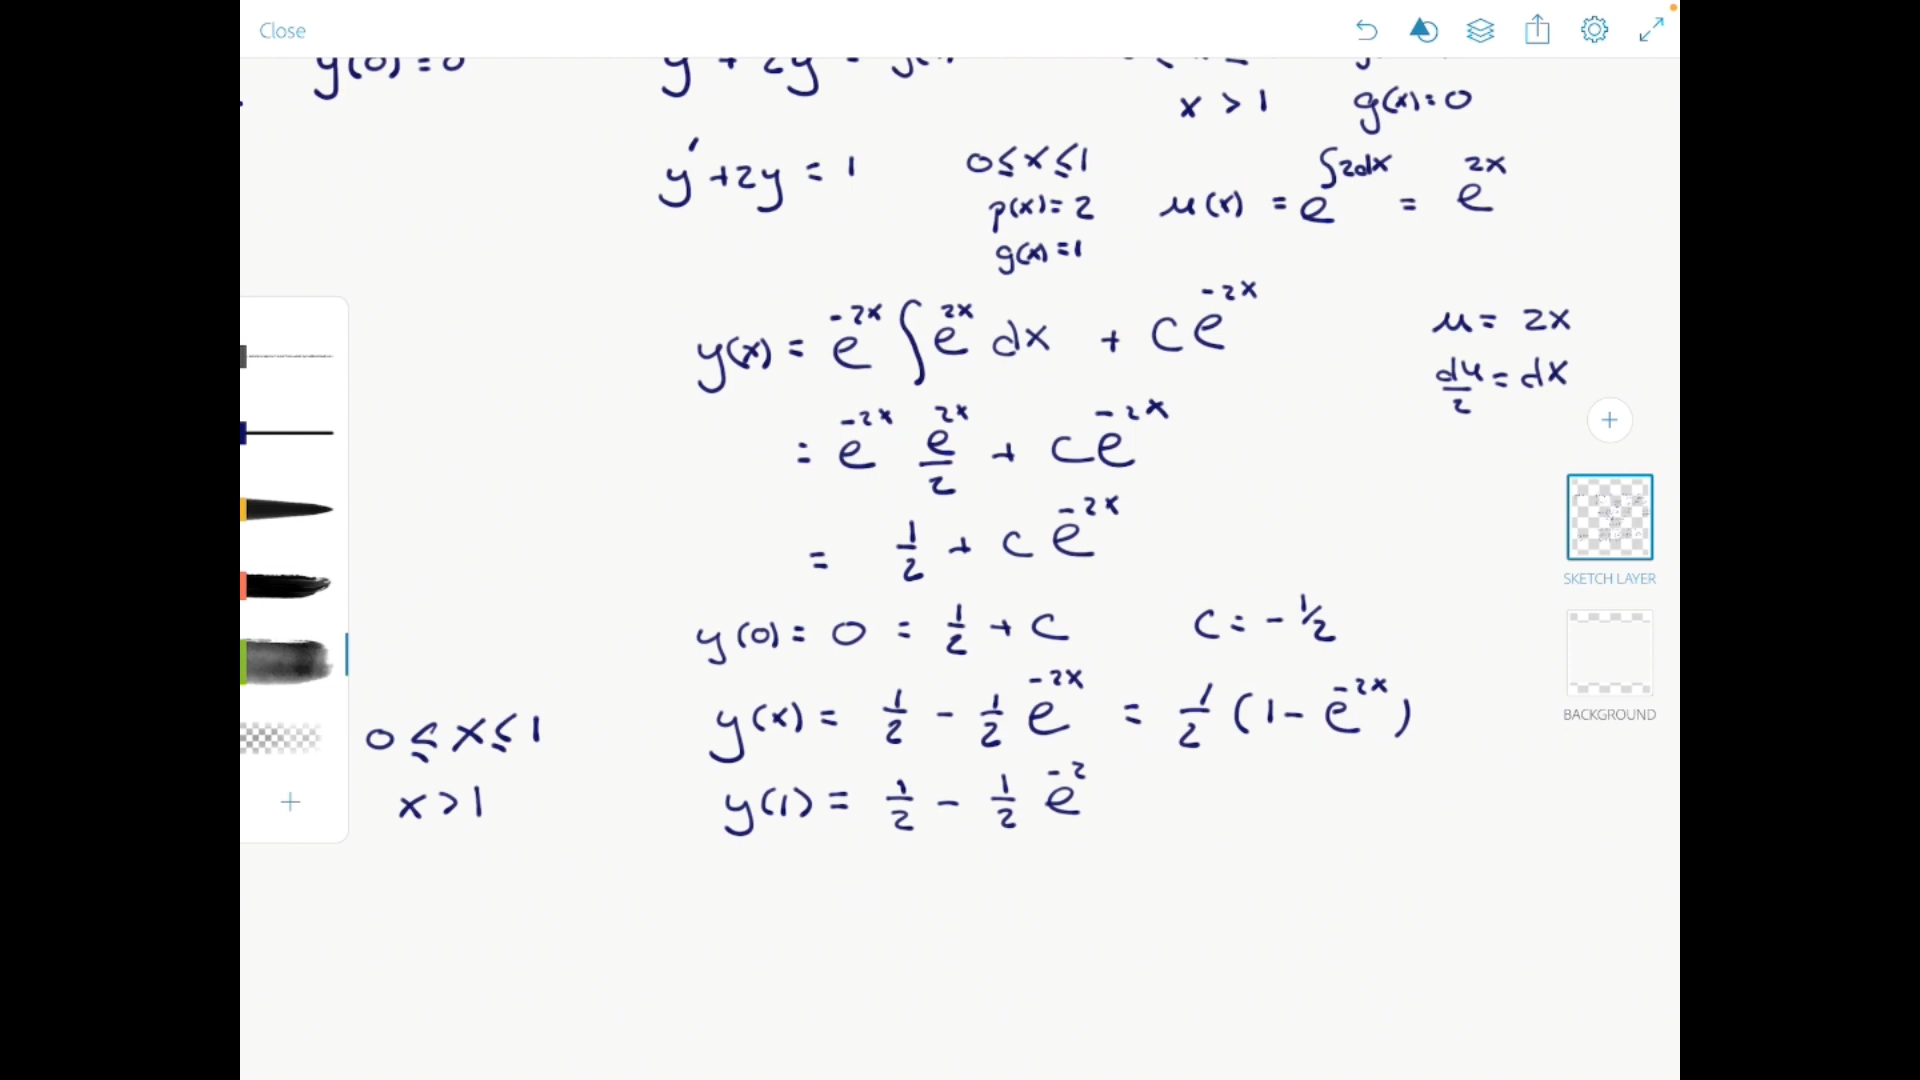 Close
y(0) = 0
x > 1 g(x) = 0
y' + 2y = 1 0 ≤ x ≤ 1
p(x) = 2 μ(x) = e^{∫2dx} = e^{2x}
g(x) = 1
y(x) = e^{-2x} ∫ e^{2x} dx + Ce^{-2x} u = 2x
du/2 = dx
= e^{-2x} e^{2x}/2 + Ce^{-2x}
= 1/2 + Ce^{-2x}
y(0) = 0 = 1/2 + C C = -1/2
0 ≤ x ≤ 1 y(x) = 1/2 - 1/2 e^{-2x} = 1/2 (1 - e^{-2x})
x > 1 y(1) = 1/2 - 1/2 e^{-2}
SKETCH LAYER
BACKGROUND